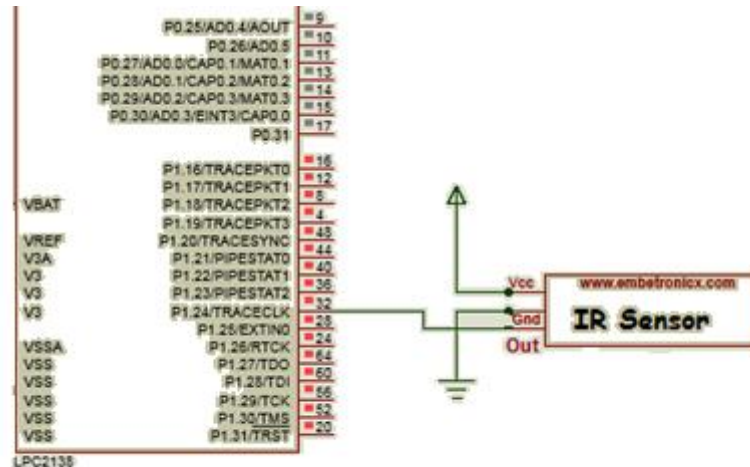 P0.25/AD0.4/AOUT 9
P0.26/AD0.5 10
P0.27/AD0.0/CAP0.1/MAT0.1 11
P0.28/AD0.1/CAP0.2/MAT0.2 13
P0.29/AD0.2/CAP0.3/MAT0.3 14
P0.30/AD0.3/EINT3/CAP0.0 15
P0.31 17
P1.16/TRACEPKT0 16
P1.17/TRACEPKT1 12
VBAT P1.18/TRACEPKT2 8
P1.19/TRACEPKT3 4
VREF P1.20/TRACESYNC 48
V3A P1.21/PIPESTAT0 44
V3 P1.22/PIPESTAT1 40
V3 P1.23/PIPESTAT2 36
V3 P1.24/TRACECLK 32
P1.25/EXTIN0 28
VSSA P1.26/RTCK 24
VSS P1.27/TDO 64
VSS P1.28/TDI 60
VSS P1.29/TCK 56
VSS P1.30/TMS 52
VSS P1.31/TRST 20
LPC2138
Vcc www.embetronicx.com
Gnd IR Sensor
Out